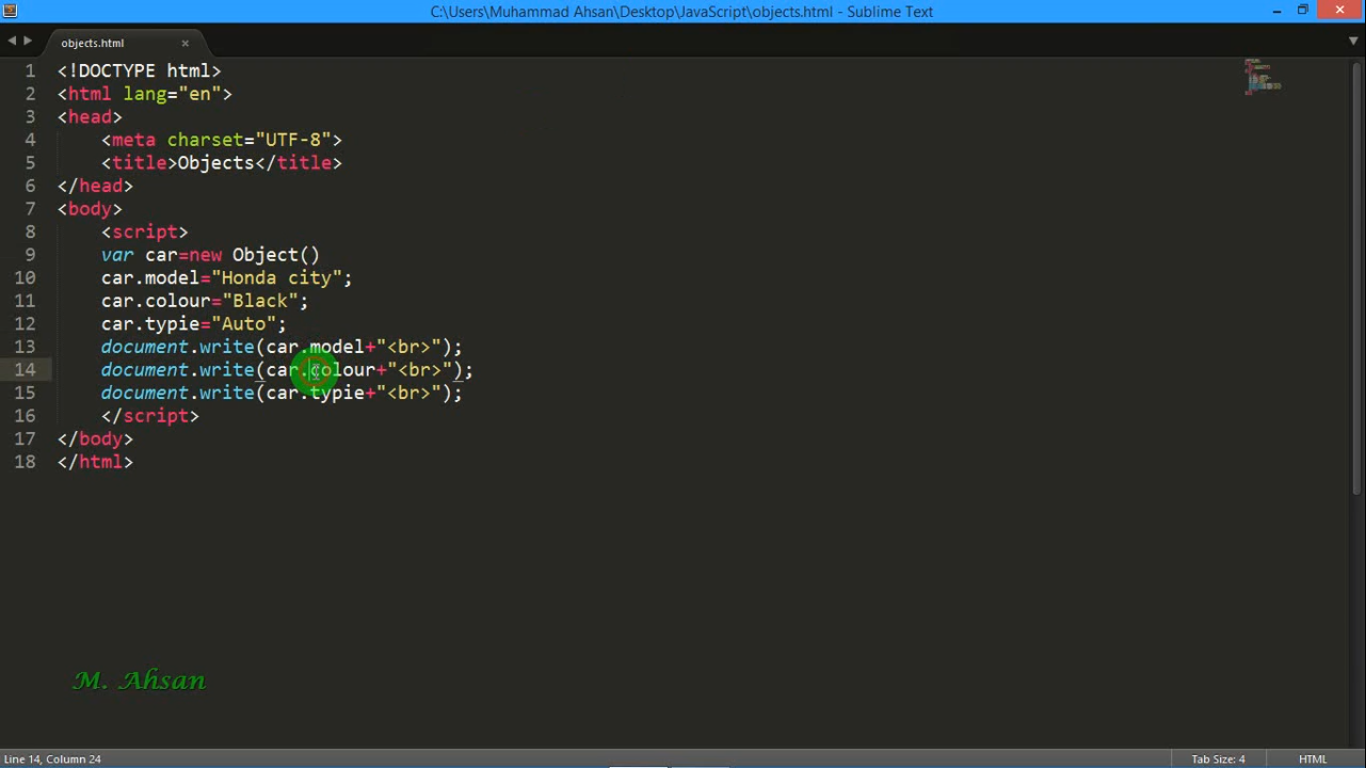 C:\Users\Muhammad Ahsan\Desktop\JavaScript\objects.html - Sublime Text
objects.html
1 <!DOCTYPE html>
2 <html lang="en">
3 <head>
4     <meta charset="UTF-8">
5     <title>Objects</title>
6 </head>
7 <body>
8     <script>
9     var car=new Object()
10     car.model="Honda city";
11     car.colour="Black";
12     car.typie="Auto";
13     document.write(car.model+"<br>");
14     document.write(car.colour+"<br>");
15     document.write(car.typie+"<br>");
16     </script>
17 </body>
18 </html>
M. Ahsan
Line 14, Column 24 Tab Size: 4 HTML